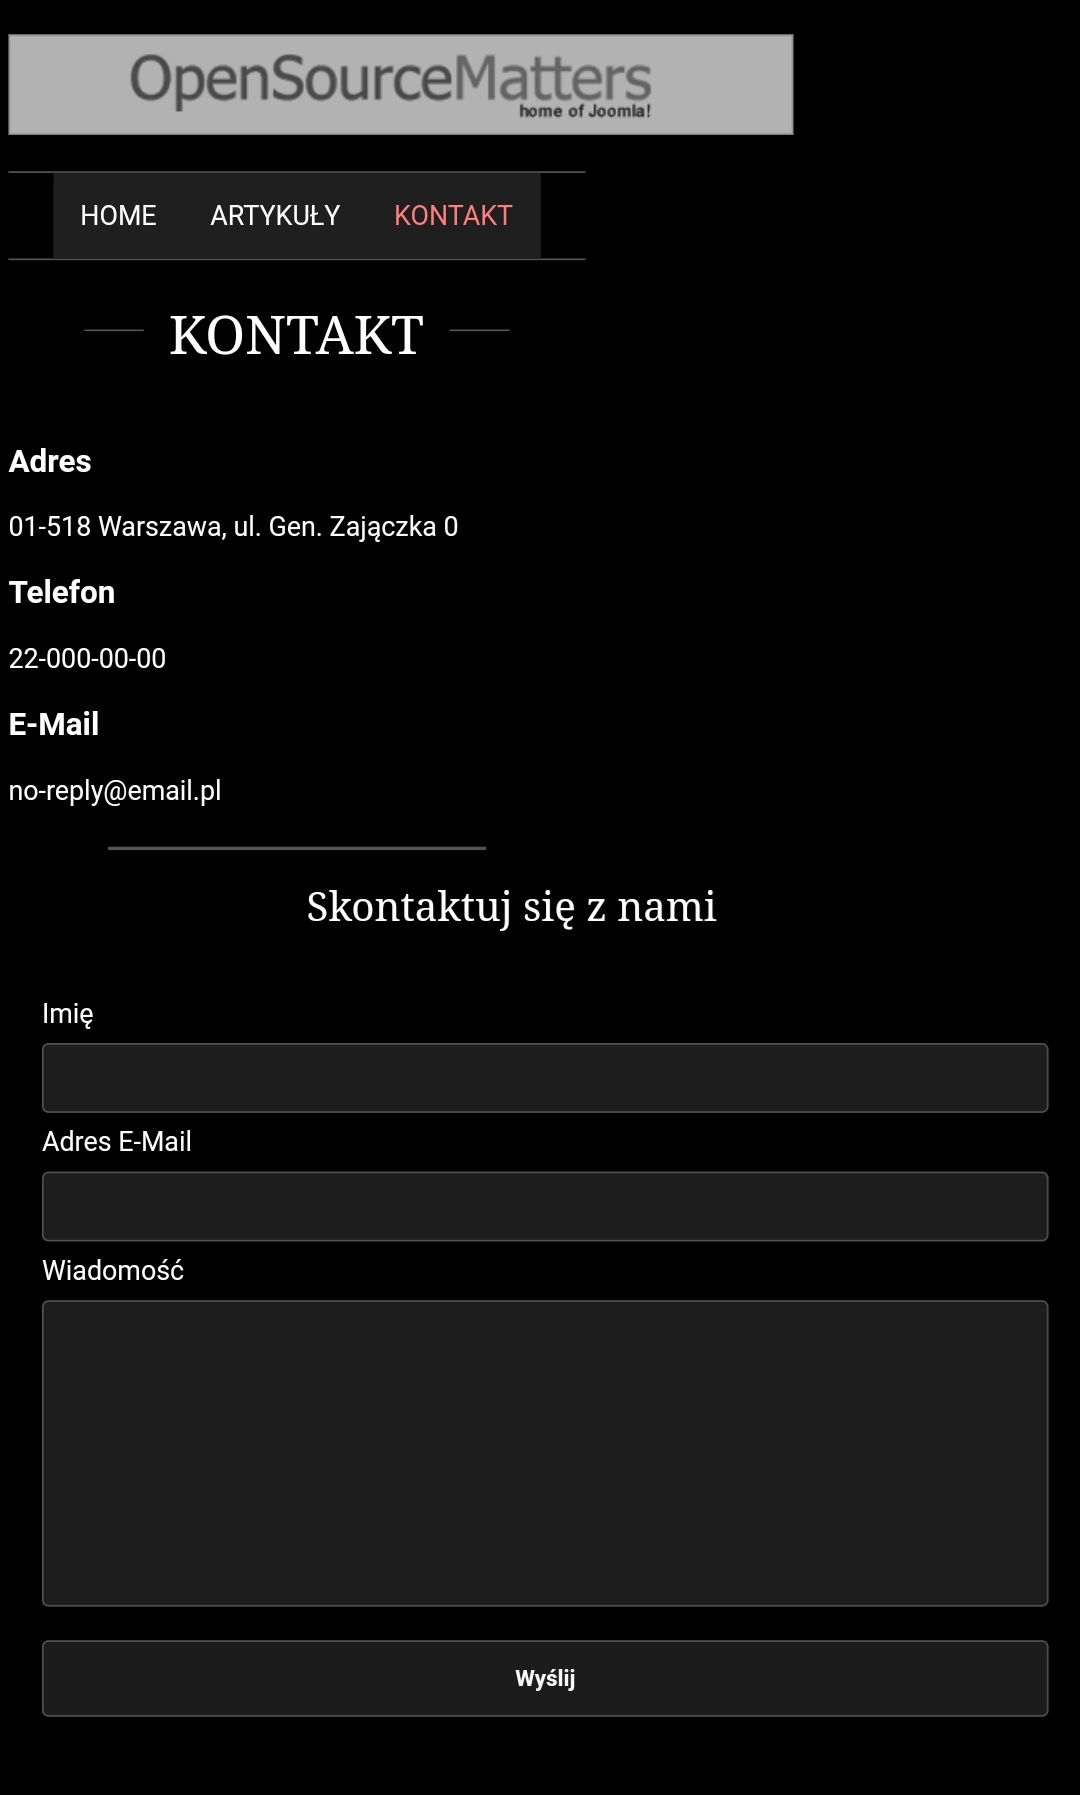 OpenSourceMatters
home of Joomla!
HOME ARTYKUŁY KONTAKT
KONTAKT
Adres
01-518 Warszawa, ul. Gen. Zajączka 0
Telefon
22-000-00-00
E-Mail
no-reply@email.pl
Skontaktuj się z nami
Imię
Adres E-Mail
Wiadomość
Wyślij